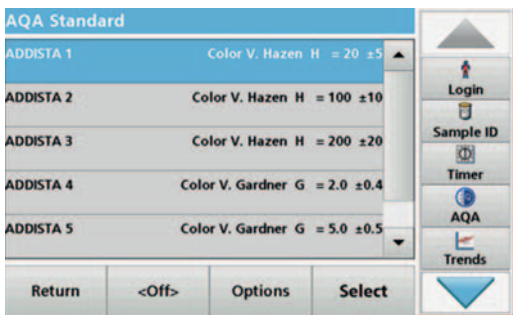 AQA Standard
ADDISTA 1 Color V. Hazen H = 20 ±5
ADDISTA 2 Color V. Hazen H = 100 ±10
ADDISTA 3 Color V. Hazen H = 200 ±20
ADDISTA 4 Color V. Gardner G = 2.0 ±0.4
ADDISTA 5 Color V. Gardner G = 5.0 ±0.5
Return <Off> Options Select
Login
Sample ID
Timer
AQA
Trends